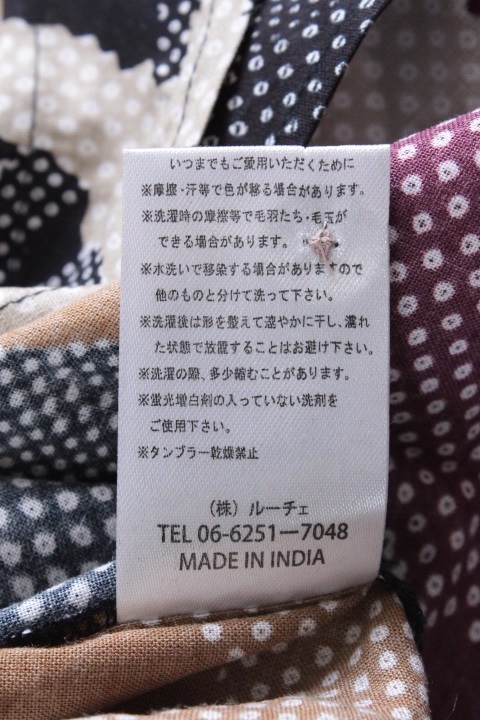 いつまでもご愛用いただくために
※摩擦・汗等で色が移る場合があります。
※洗濯時の摩擦等で毛羽たち・毛玉が
できる場合があります。
※水洗いで移染する場合がありますので
他のものと分けて洗って下さい。
※洗濯後は形を整えて速やかに干し、濡れ
た状態で放置することはお避け下さい。
※洗濯の際、多少縮むことがあります。
※蛍光増白剤の入っていない洗剤を
ご使用下さい。
※タンブラー乾燥禁止
（株）ルーチェ
TEL 06-6251ー7048
MADE IN INDIA